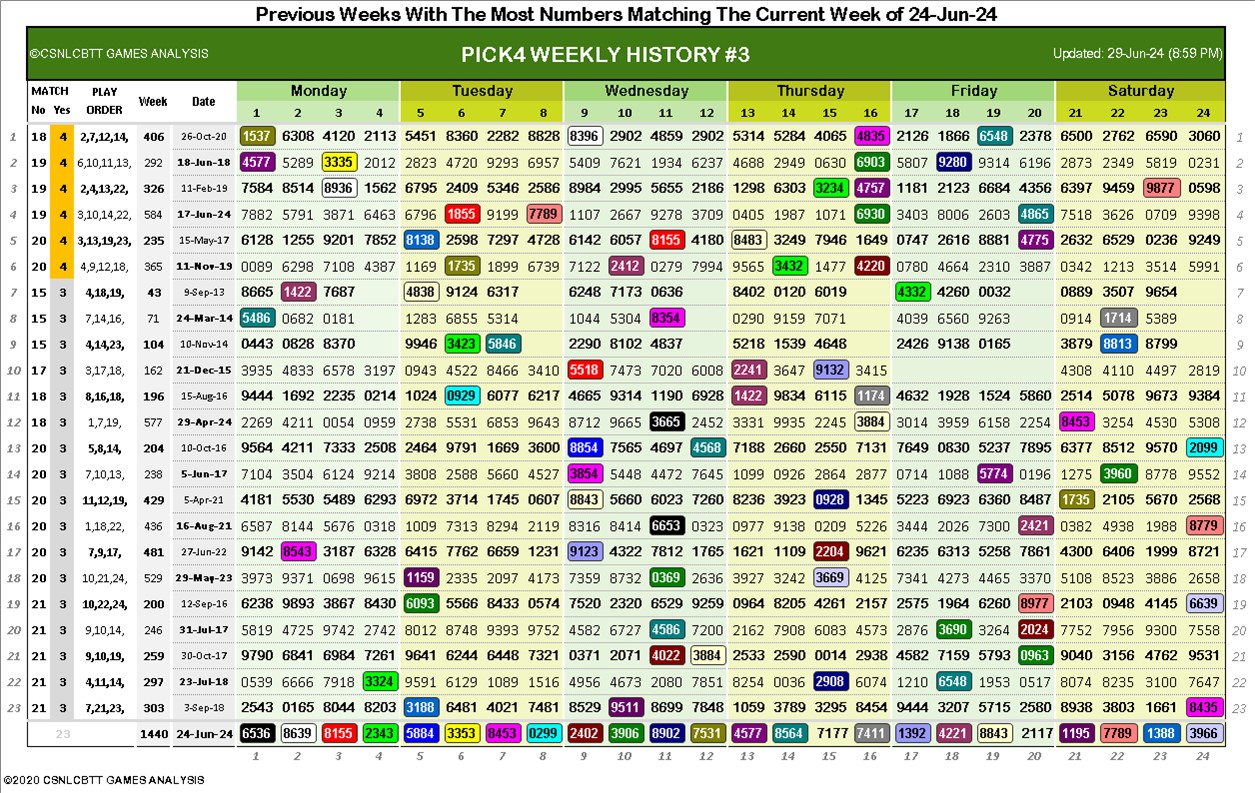 Previous Weeks With The Most Numbers Matching The Current Week of 24-Jun-24
©CSNLCBTT GAMES ANALYSIS PICK4 WEEKLY HISTORY #3 Updated: 29-Jun-24 (8:59 PM)
MATCH PLAY Week Date Monday Tuesday Wednesday Thursday Friday Saturday
No Yes ORDER 1 2 3 4 5 6 7 8 9 10 11 12 13 14 15 16 17 18 19 20 21 22 23 24
1 18 4 2,7,12,14, 406 26-Oct-20 1537 6308 4120 2113 5451 8360 2282 8828 8396 2902 4859 2902 5314 5284 4065 4835 2126 1866 6548 2378 6500 2762 6590 3060 1
2 19 4 6,10,11,13, 292 18-Jun-18 4577 5289 3335 2012 2823 4720 9293 6957 5409 7621 1934 6237 4688 2949 0630 6903 5807 9280 9314 6196 2873 2349 5819 0231 2
3 19 4 2,4,13,22, 326 11-Feb-19 7584 8514 8936 1562 6795 2409 5346 2586 8984 2995 5655 2186 1298 6303 3234 4757 1181 2123 6684 4356 6397 9459 9877 0598 3
4 19 4 3,10,14,22, 584 17-Jun-24 7882 5791 3871 6463 6796 1855 9199 7789 1107 2667 9278 3709 0405 1987 1071 6930 3403 8006 2603 4865 7518 3626 0709 9398 4
5 20 4 3,13,19,23, 235 15-May-17 6128 1255 9201 7852 8138 2598 7297 4728 6142 6057 8155 4180 8483 3249 7946 1649 0747 2616 8881 4775 2632 6529 0236 9249 5
6 20 4 4,9,12,18, 365 11-Nov-19 0089 6298 7108 4387 1169 1735 1899 6739 7122 2412 0279 7994 9565 3432 1477 4220 0780 4664 2310 3887 0342 1213 3514 5991 6
7 15 3 4,18,19, 43 9-Sep-13 8665 1422 7687 4838 9124 6317 6248 7173 0636 8402 0120 6019 4332 4260 0032 0889 3507 9654 7
8 15 3 7,14,16, 71 24-Mar-14 5486 0682 0181 1283 6855 5314 1044 5304 8354 0290 9159 7071 4039 6560 9263 0914 1714 5389 8
9 15 3 4,14,23, 104 10-Nov-14 0443 0828 8370 9946 3423 5846 2290 8102 4837 5218 1539 4648 2426 9138 0165 3879 8813 8799 9
10 17 3 3,17,18, 162 21-Dec-15 3935 4833 6578 3197 0943 4522 8466 3410 5518 7473 7020 6008 2241 3647 9132 3415 4308 4110 4497 2819 10
11 18 3 8,16,18, 196 15-Aug-16 9444 1692 2235 0214 1024 0929 6077 6217 4665 9314 1190 6928 1422 9834 6115 1174 4632 1928 1524 5860 2514 5078 9673 9384 11
12 18 3 1,7,19, 577 29-Apr-24 2269 4211 0054 0959 2738 5531 6853 9643 8712 9665 3665 2452 3331 9935 2245 3884 3014 3959 6158 2254 8453 3254 4530 5308 12
13 20 3 5,8,14, 204 10-Oct-16 9564 4211 7333 2508 2464 9791 1669 3600 8854 7565 4697 4568 7188 2660 2550 7131 7649 0830 5237 7895 6377 8512 9570 2099 13
14 20 3 7,10,13, 238 5-Jun-17 7104 3504 6124 9214 3808 2588 5660 4527 3854 5448 4472 7645 1099 0926 2864 2877 0714 1088 5774 0196 1275 3960 8778 9552 14
15 20 3 11,12,19, 429 5-Apr-21 4181 5530 5489 6293 6972 3714 1745 0607 8843 5660 6023 7260 8236 3923 0928 1345 5223 6923 6360 8487 1735 2105 5670 2568 15
16 20 3 1,18,22, 436 16-Aug-21 6587 8144 5676 0318 1009 7313 8294 2119 8316 8414 6653 0323 0977 9138 0209 5226 3444 2026 7300 2421 0382 4938 1988 8779 16
17 20 3 7,9,17, 481 27-Jun-22 9142 8543 3187 6328 6415 7762 6659 1231 9123 4322 7812 1765 1621 1109 2204 9621 6235 6313 5258 7861 4300 6406 1999 8721 17
18 20 3 10,21,24, 529 29-May-23 3973 9371 0698 9615 1159 2335 2097 4173 7359 8732 0369 2636 3927 3242 3669 4125 7341 4273 4465 3370 5108 8523 3886 2658 18
19 21 3 10,22,24, 200 12-Sep-16 6238 9893 3867 8430 6093 5566 8433 0574 7520 2320 6529 9259 0964 8205 4261 2157 2575 1964 6260 8977 2103 0948 4145 6639 19
20 21 3 9,10,14, 246 31-Jul-17 5819 4725 9742 2742 8012 8748 9393 9752 4582 6727 4586 7200 2162 7908 6083 4573 2876 3690 3264 2024 7752 7956 9300 7558 20
21 21 3 9,10,19, 259 30-Oct-17 9790 6841 6984 7261 9641 6244 7448 7321 0371 2071 4022 3884 2533 2590 0014 2938 4582 7159 5793 0963 9040 3156 4762 9531 21
22 21 3 4,11,14, 297 23-Jul-18 0539 6666 7918 3324 9591 6129 1089 1516 4956 4673 2080 7851 8254 0036 2908 6074 1210 6548 1953 0517 8074 8235 3100 7647 22
23 21 3 7,21,23, 303 3-Sep-18 2543 0165 8044 8203 3188 6481 4021 7481 8529 9511 8699 7848 1059 3789 3295 8454 9444 3207 5715 2580 8938 3803 1661 8435 23
23 1440 24-Jun-24 6536 8639 8155 2343 5884 3353 8453 0299 2402 3906 8902 7531 4577 8564 7177 7411 1392 4221 8843 2117 1195 7789 1388 3966
1 2 3 4 5 6 7 8 9 10 11 12 13 14 15 16 17 18 19 20 21 22 23 24
©2020 CSNLCBTT GAMES ANALYSIS